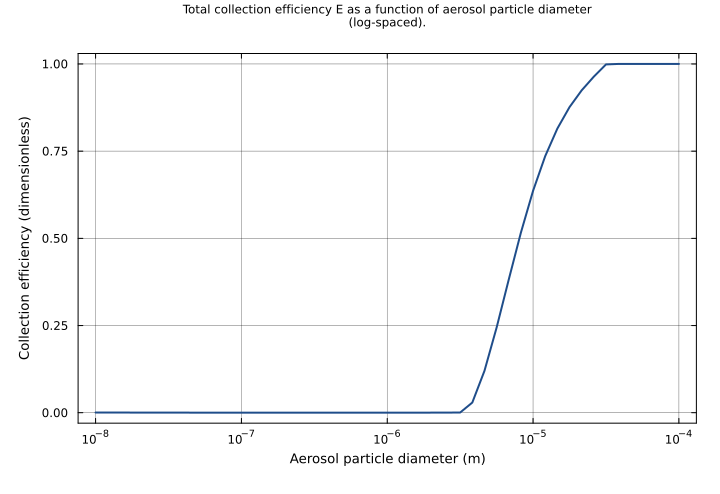 Total collection efficiency E as a function of aerosol particle diameter
(log-spaced).
Collection efficiency (dimensionless)
1.00
0.75
0.50
0.25
0.00
10⁻⁸ 10⁻⁷ 10⁻⁶ 10⁻⁵ 10⁻⁴
Aerosol particle diameter (m)